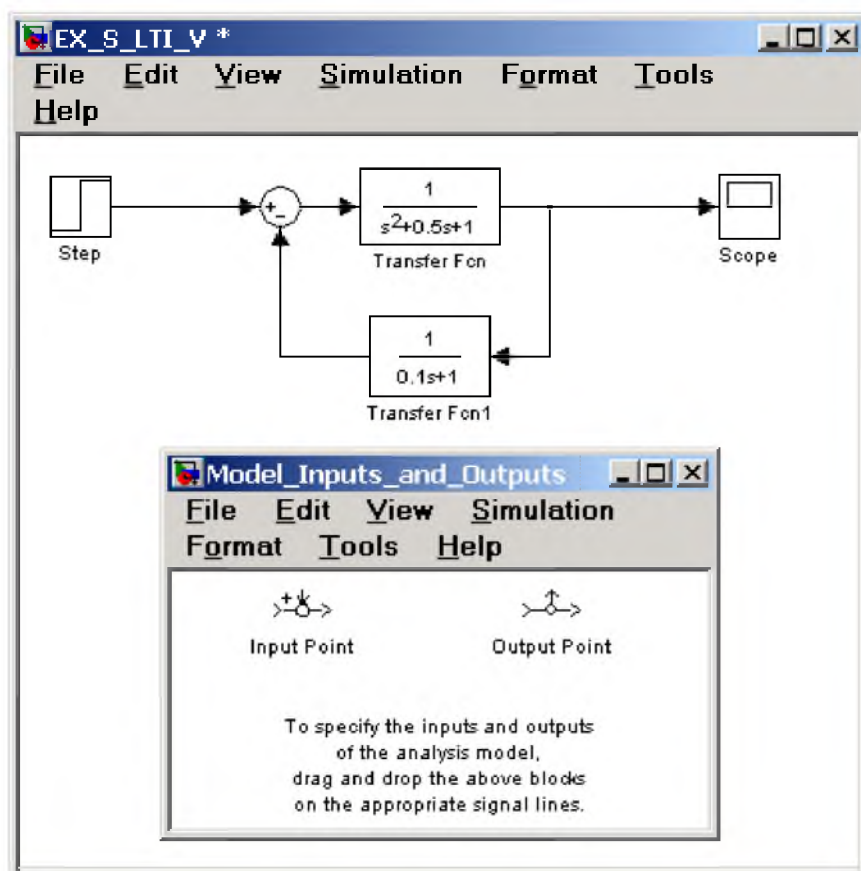 EX_S_LTI_V *
File Edit View Simulation Format Tools
Help
+
-
1
s2+0.5s+1
Step
Transfer Fcn
Scope
1
0.1s+1
Transfer Fcn1
Model_Inputs_and_Outputs
File Edit View Simulation
Format Tools Help
+
Input Point Output Point
To specify the inputs and outputs
of the analysis model,
drag and drop the above blocks
on the appropriate signal lines.